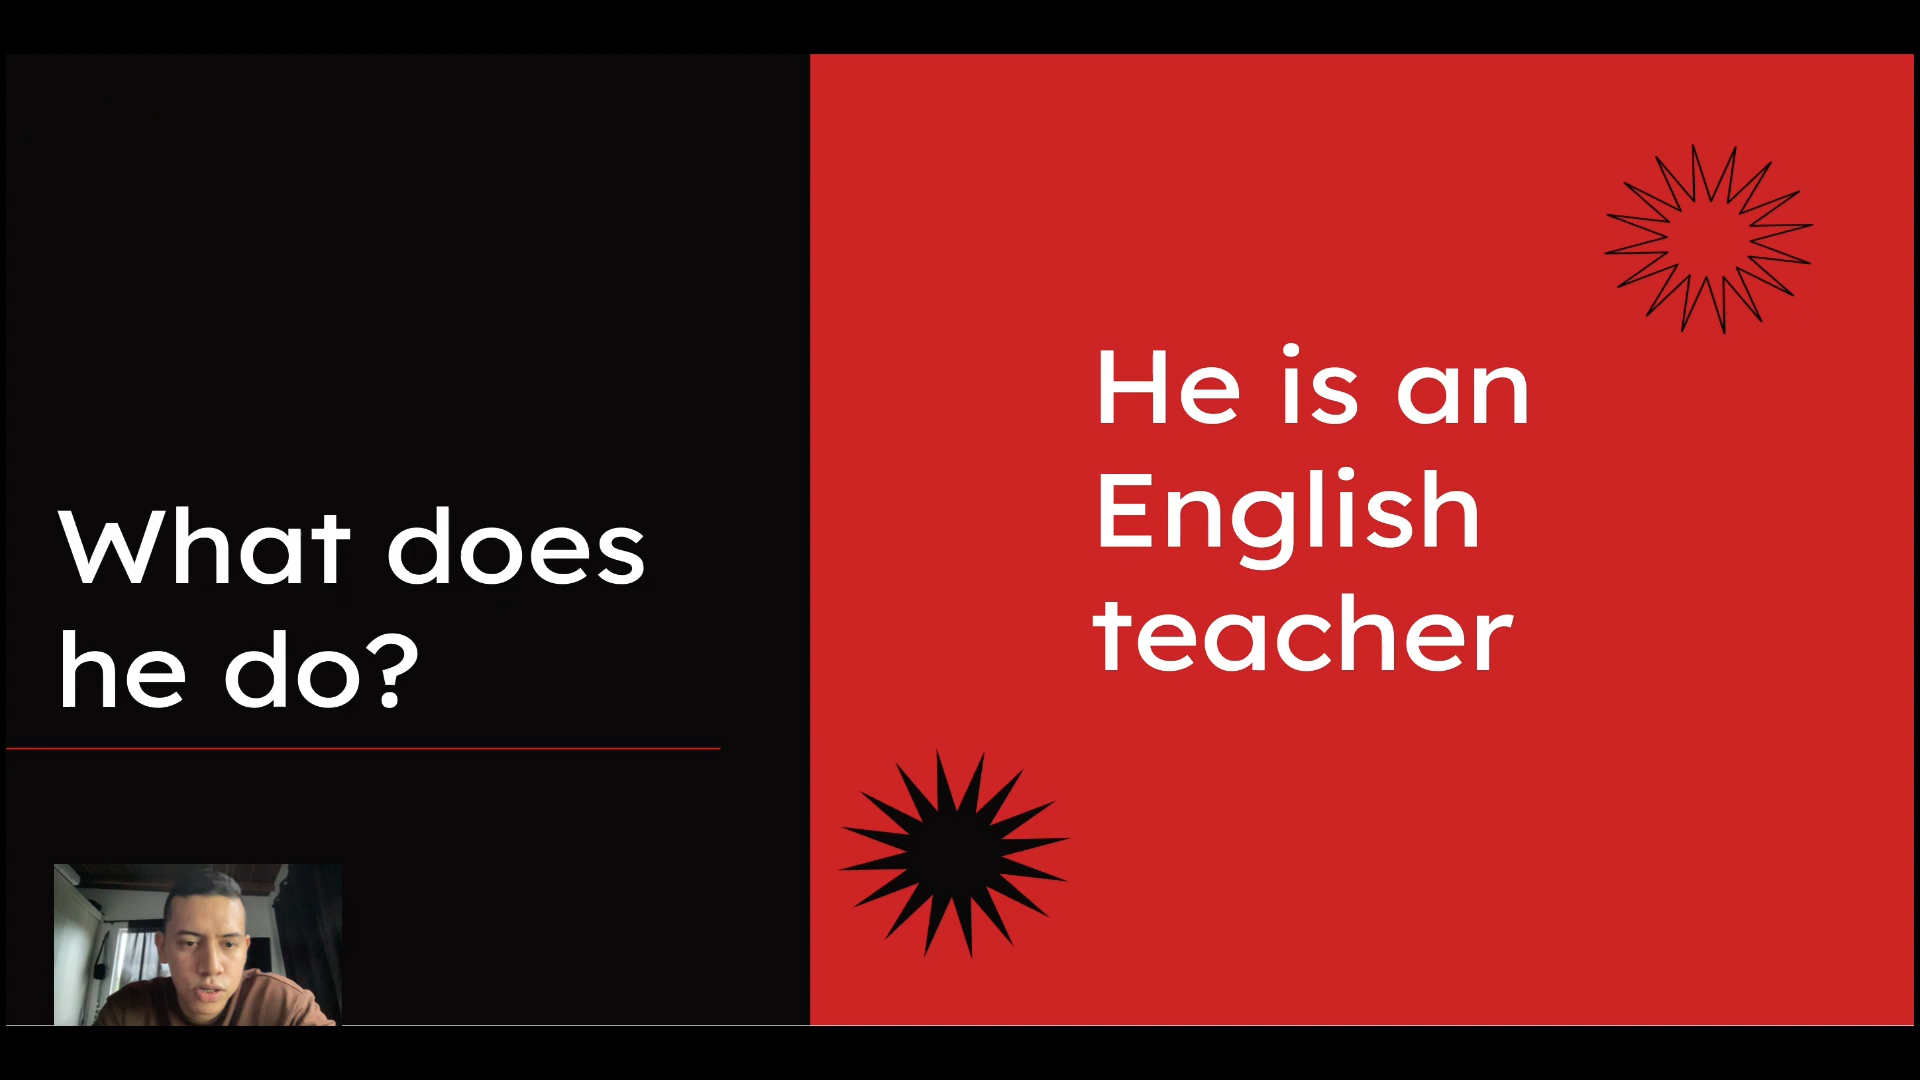 What does
he do?
He is an
English
teacher